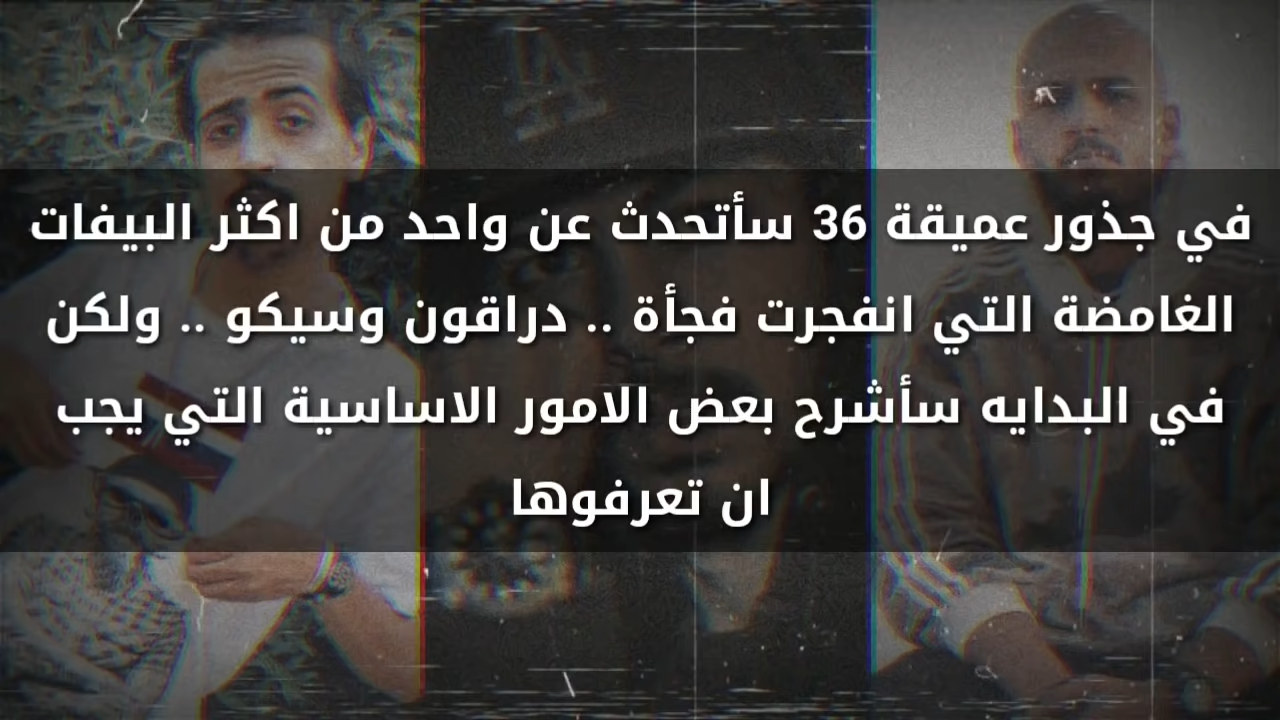 في جذور عميقة 36 سأتحدث عن واحد من اكثر البيفات
الغامضة التي انفجرت فجأة .. دراقون وسيكو .. ولكن
في البدايه سأشرح بعض الامور الاساسية التي يجب
ان تعرفوها
LA